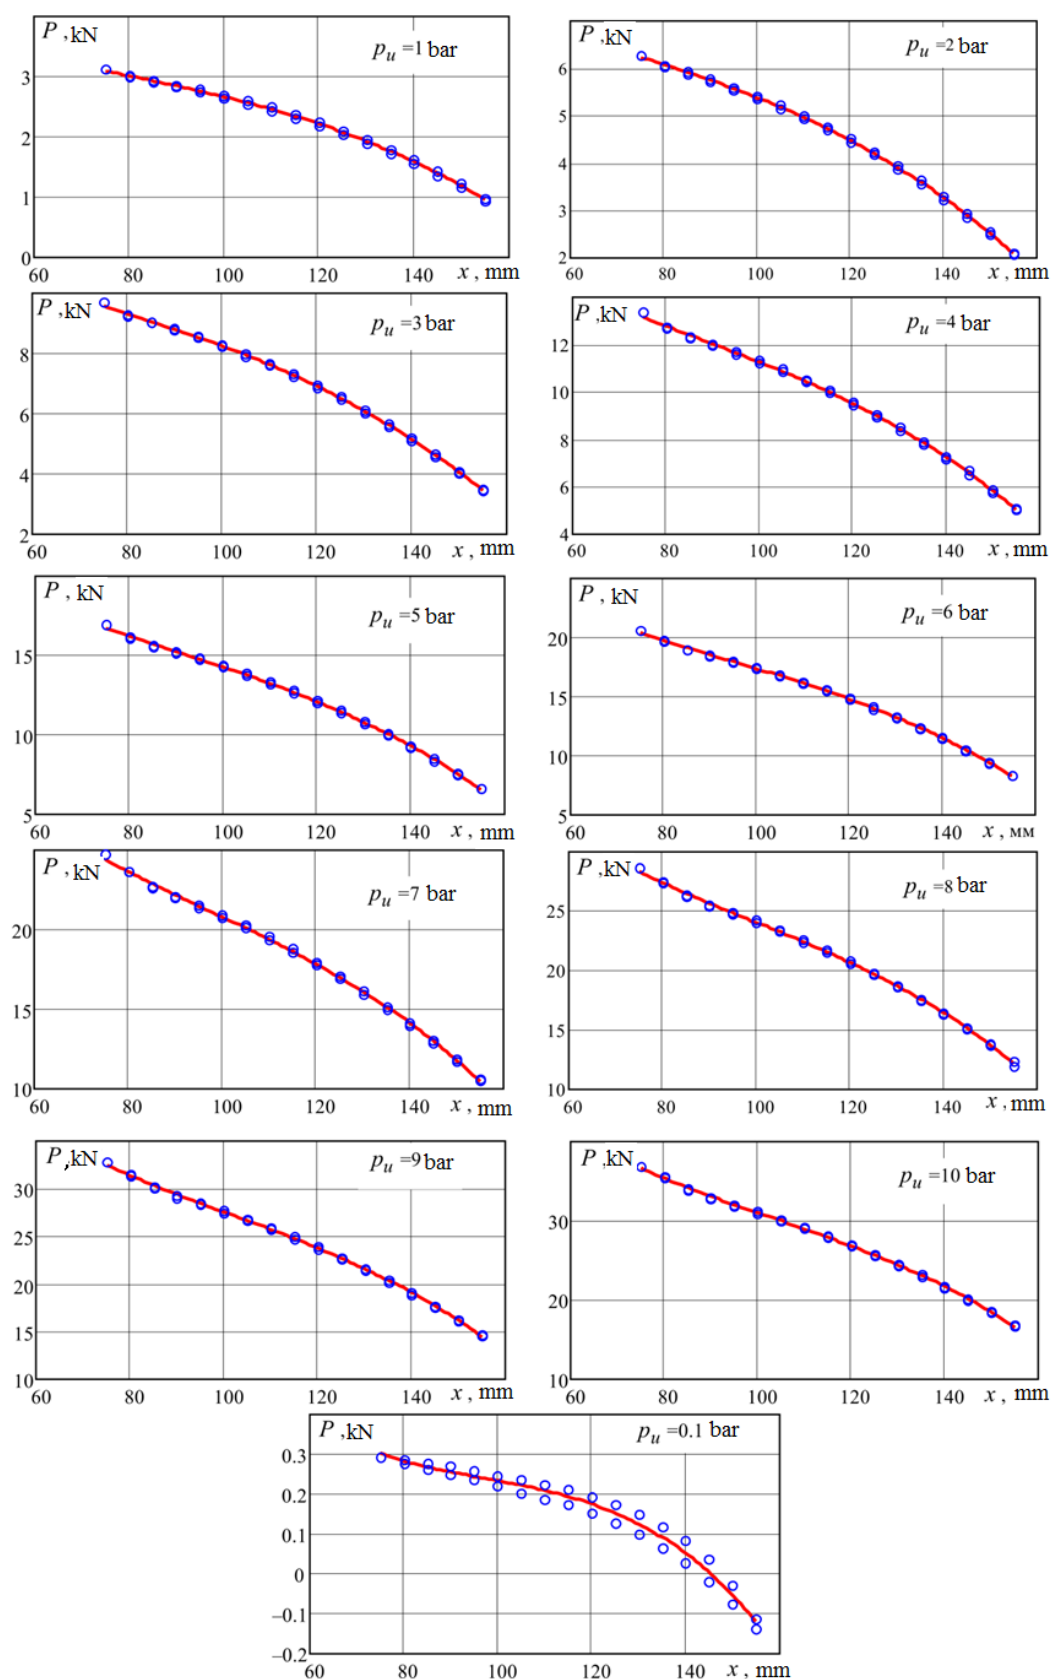 P , kN
p_u =1 bar
3
2
1
0
60 80 100 120 140 x , mm
P , kN
p_u =2 bar
6
5
4
3
2
60 80 100 120 140 x , mm
P , kN
p_u =3 bar
8
6
4
2
60 80 100 120 140 x , mm
P , kN
p_u =4 bar
12
10
8
6
4
60 80 100 120 140 x , mm
P , kN
p_u =5 bar
15
10
5
60 80 100 120 140 x , mm
P , kN
p_u =6 bar
20
15
10
5
60 80 100 120 140 x , мм
P , kN
p_u =7 bar
20
15
10
60 80 100 120 140 x , mm
P , kN
p_u =8 bar
25
20
15
10
60 80 100 120 140 x , mm
P , kN
p_u =9 bar
30
25
20
15
10
60 80 100 120 140 x , mm
P , kN
p_u =10 bar
30
20
10
60 80 100 120 140 x , mm
P , kN
p_u =0.1 bar
0.3
0.2
0.1
0
–0.1
–0.2
60 80 100 120 140 x , mm